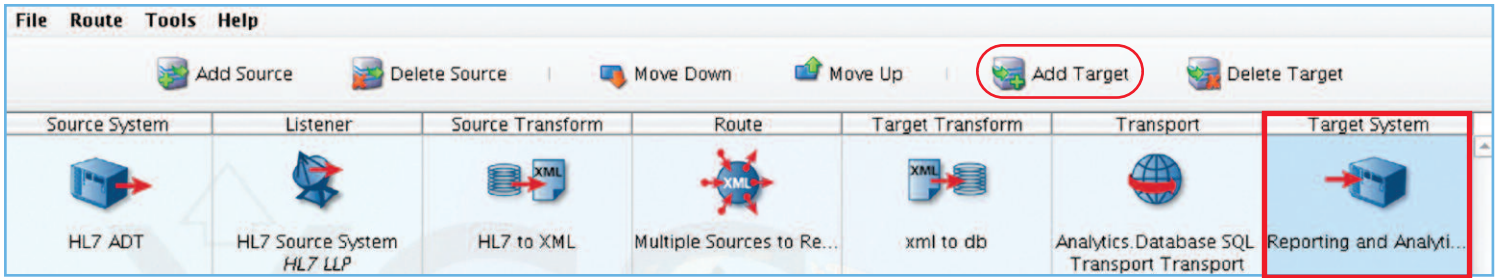 File Route Tools Help
Add Source Delete Source Move Down Move Up Add Target Delete Target
Source System Listener Source Transform Route Target Transform Transport Target System
XML XML XML
HL7 ADT HL7 Source System HL7 to XML Multiple Sources to Re... xml to db Analytics.Database SQL Reporting and Analyti...
HL7 LLP Transport Transport